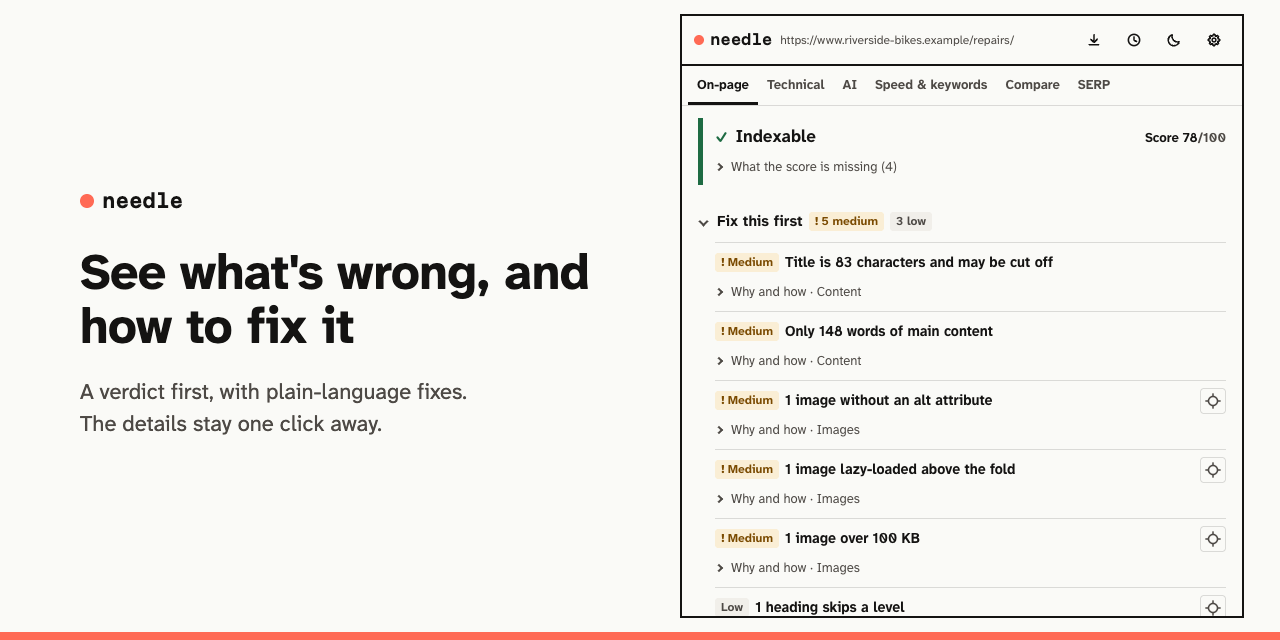 needle
See what's wrong, and
how to fix it
A verdict first, with plain-language fixes.
The details stay one click away.
needle https://www.riverside-bikes.example/repairs/
On-page Technical AI Speed & keywords Compare SERP
Indexable Score 78/100
What the score is missing (4)
Fix this first ! 5 medium 3 low
! Medium Title is 83 characters and may be cut off
Why and how · Content
! Medium Only 148 words of main content
Why and how · Content
! Medium 1 image without an alt attribute
Why and how · Images
! Medium 1 image lazy-loaded above the fold
Why and how · Images
! Medium 1 image over 100 KB
Why and how · Images
Low 1 heading skips a level